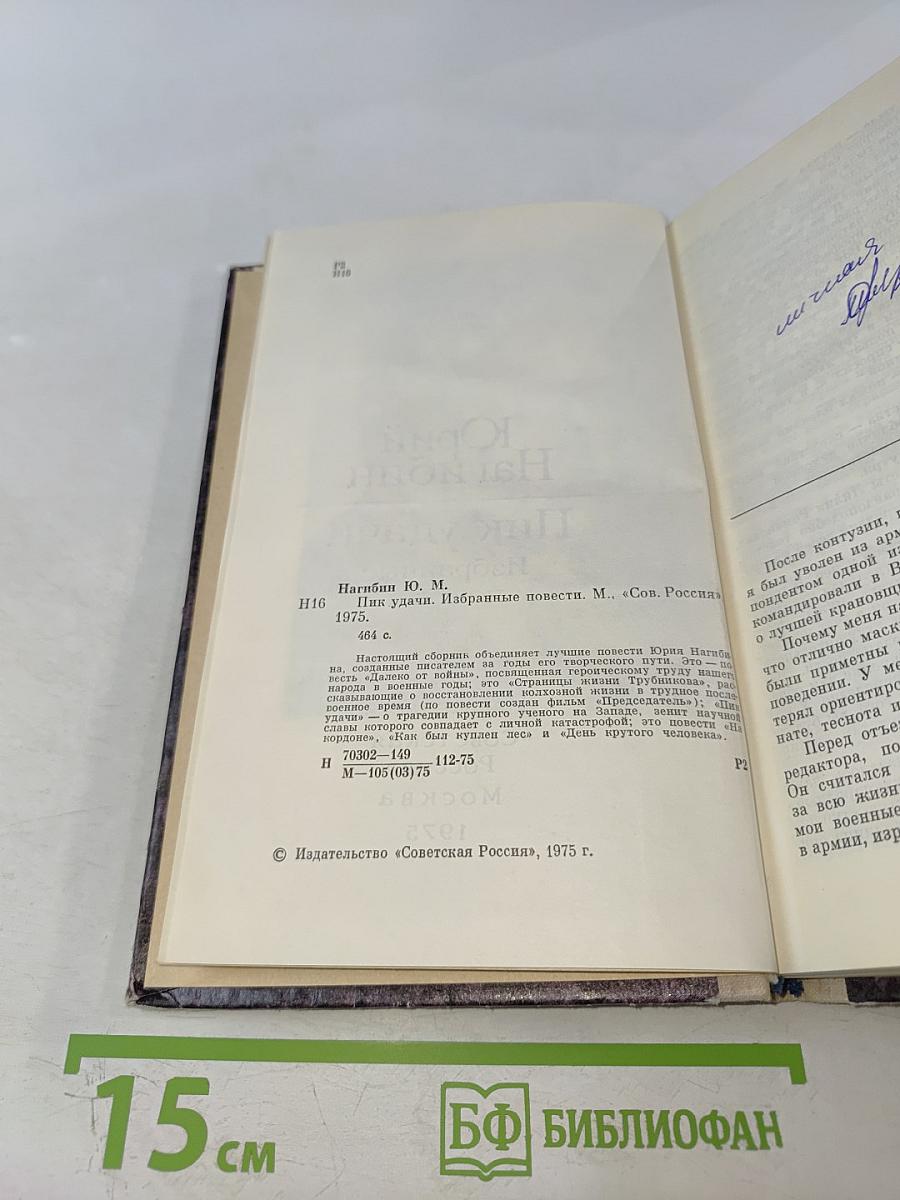 Р2
Н16
Нагибин Ю. М.
Н16 Пик удачи. Избранные повести. М., «Сов. Россия»
1975.
464 с.
Настоящий сборник объединяет лучшие повести Юрия Нагиби-
на, созданные писателем за годы его творческого пути. Это — по-
весть «Далеко от войны», посвященная героическому труду нашего
народа в военные годы; это «Страницы жизни Трубникова», рас-
сказывающие о восстановлении колхозной жизни в трудное после-
военное время (по повести создан фильм «Председатель»); «Пик
удачи» — о трагедии крупного ученого на Западе, зенит научной
славы которого совпадает с личной катастрофой; это повести «На
кордоне», «Как был куплен лес» и «День крутого человека».
Н 70302—149
М—105(03)75 112-75 Р2
© Издательство «Советская Россия», 1975 г.
личная
После контузии,
я был уволен из арм
пондентом одной из
командировали в В
о лучшей крановщи
Почему меня на
что отлично маск
были приметны
поведении. У ме
терял ориентиро
нате, теснота и
Перед отъез
редактора, по
Он считался
за всю жизн
мои военные
в армии, изр
15 см
БФ БИБЛИОФАН